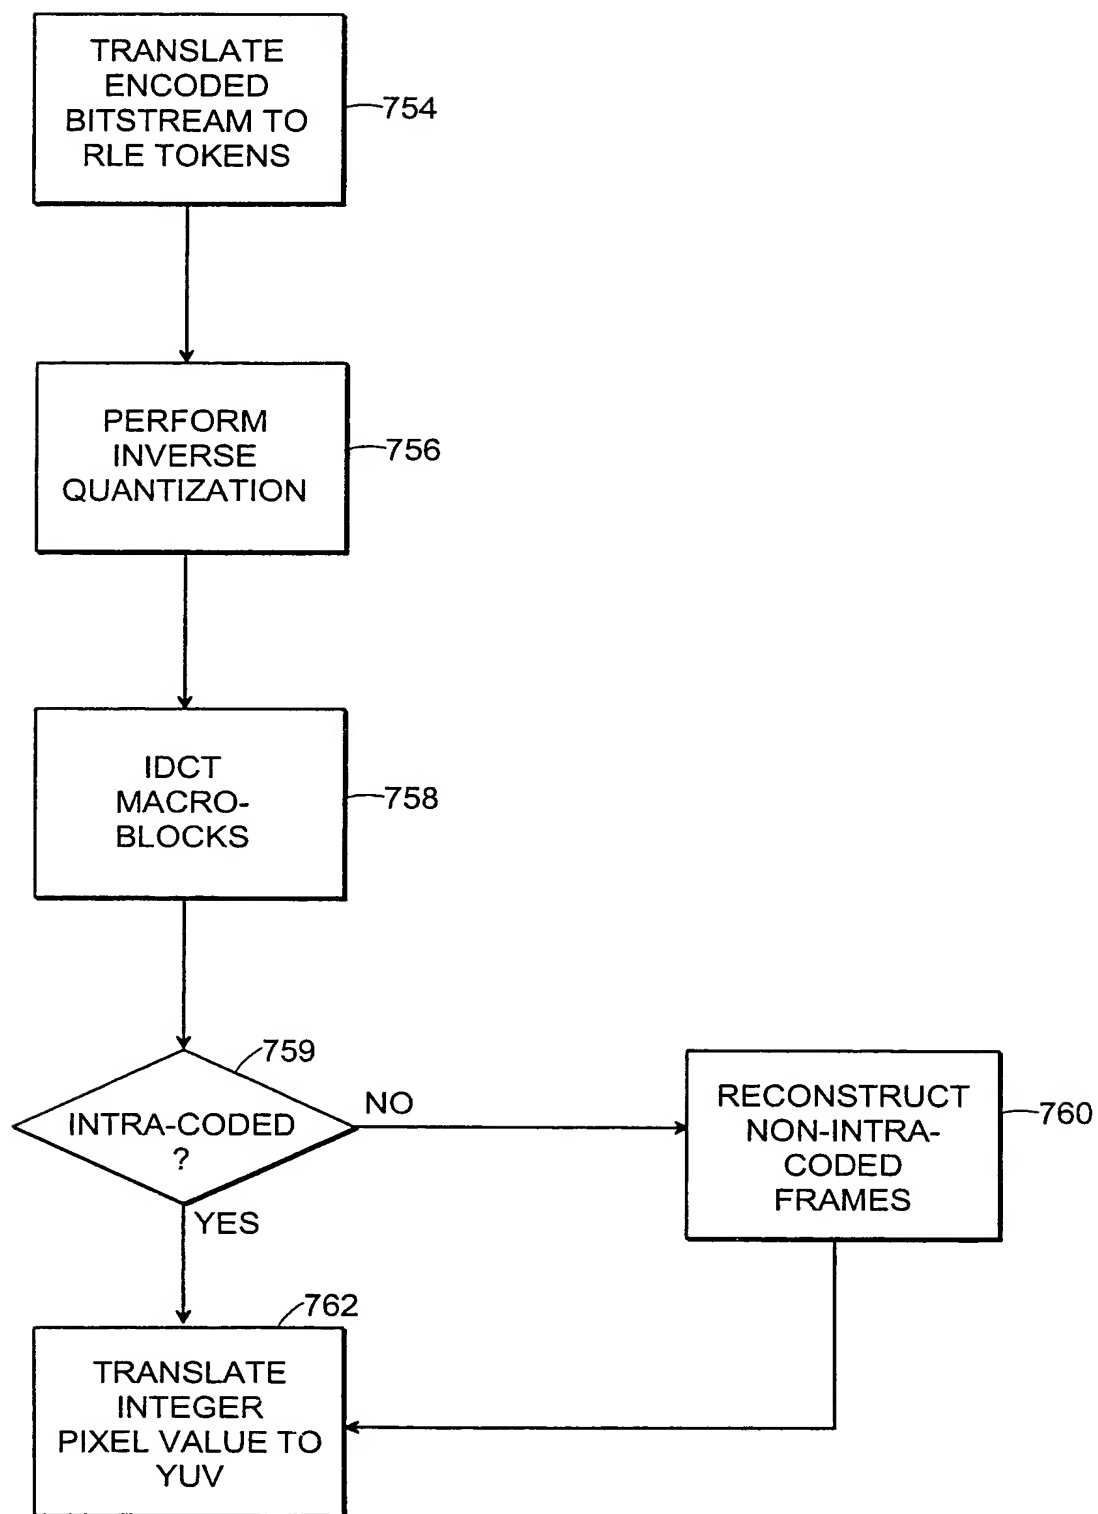 TRANSLATE
ENCODED
BITSTREAM TO
RLE TOKENS
754
PERFORM
INVERSE
QUANTIZATION
756
IDCT
MACRO-
BLOCKS
758
759
INTRA-CODED
?
NO
YES
RECONSTRUCT
NON-INTRA-
CODED
FRAMES
760
762
TRANSLATE
INTEGER
PIXEL VALUE TO
YUV